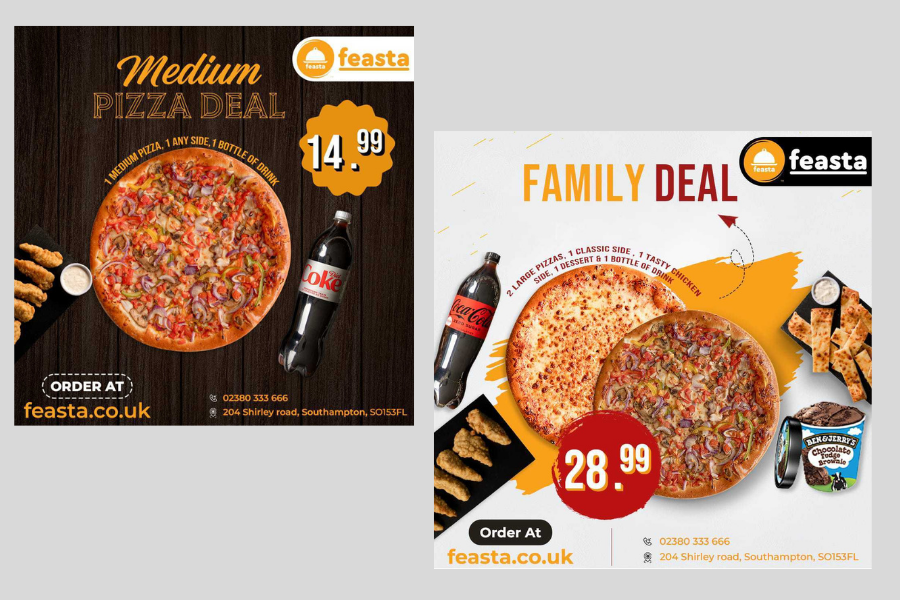 Medium
PIZZA DEAL
feasta
feasta
14.99
1 MEDIUM PIZZA, 1 ANY SIDE, 1 BOTTLE OF DRINK
Coke
ORDER AT
feasta.co.uk
02380 333 666
204 Shirley road, Southampton, SO153FL
FAMILY DEAL
feasta
feasta
2 LARGE PIZZAS, 1 CLASSIC SIDE , 1 TASTY CHICKEN
SIDE, 1 DESSERT & 1 BOTTLE OF DRINK
Coca-Cola
BEN & JERRY'S
Chocolate
Fudge
Brownie
28.99
Order At
feasta.co.uk
02380 333 666
204 Shirley road, Southampton, SO153FL